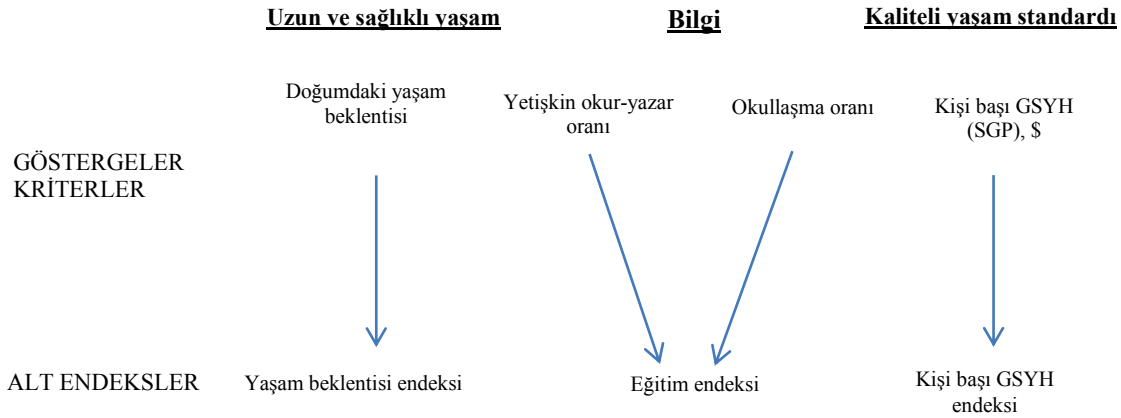 Uzun ve sağlıklı yaşam
Bilgi
Kaliteli yaşam standardı
Doğumdaki yaşam
beklentisi
Yetişkin okur-yazar
oranı
Okullaşma oranı
Kişi başı GSYH
(SGP), $
GÖSTERGELER
KRİTERLER
ALT ENDEKSLER
Yaşam beklentisi endeksi
Eğitim endeksi
Kişi başı GSYH
endeksi